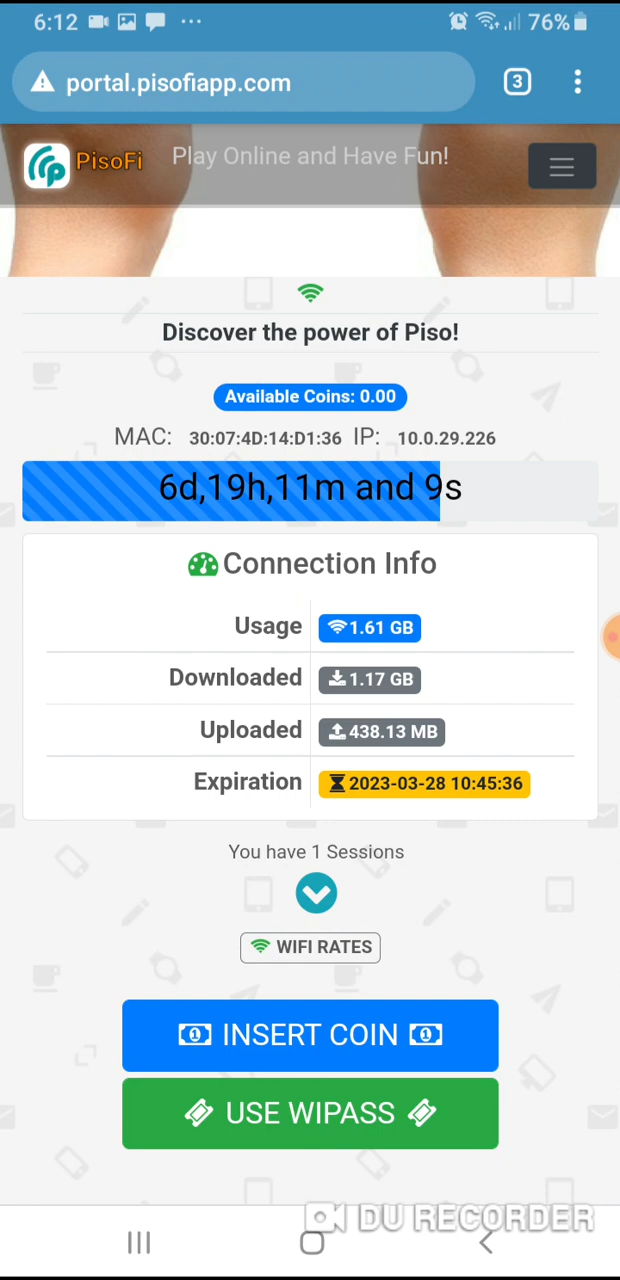 6:12 76%
portal.pisofiapp.com 3
PisoFi Play Online and Have Fun!
Discover the power of Piso!
Available Coins: 0.00
MAC: 30:07:4D:14:D1:36 IP: 10.0.29.226
6d,19h,11m and 9s
Connection Info
Usage 1.61 GB
Downloaded 1.17 GB
Uploaded 438.13 MB
Expiration 2023-03-28 10:45:36
You have 1 Sessions
WIFI RATES
INSERT COIN
USE WIPASS
DU RECORDER